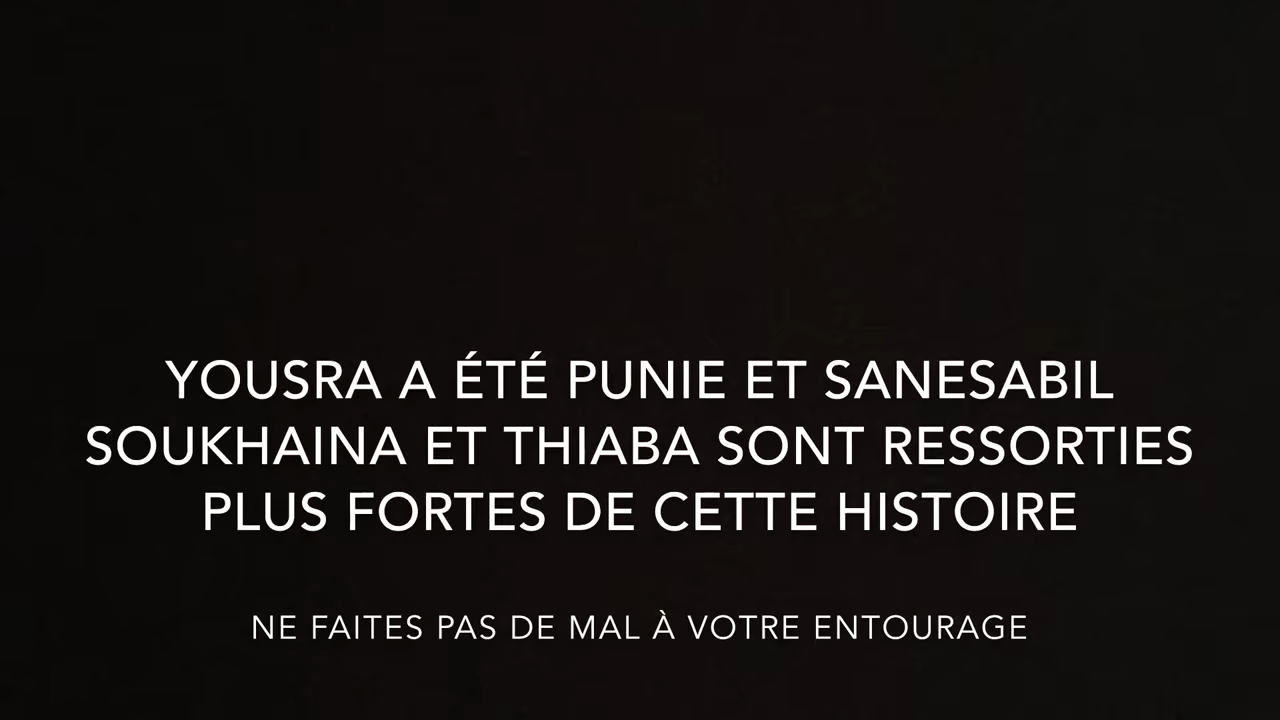 YOUSRA A ÉTÉ PUNIE ET SANESABIL
SOUKHAINA ET THIABA SONT RESSORTIES
PLUS FORTES DE CETTE HISTOIRE
NE FAITES PAS DE MAL À VOTRE ENTOURAGE